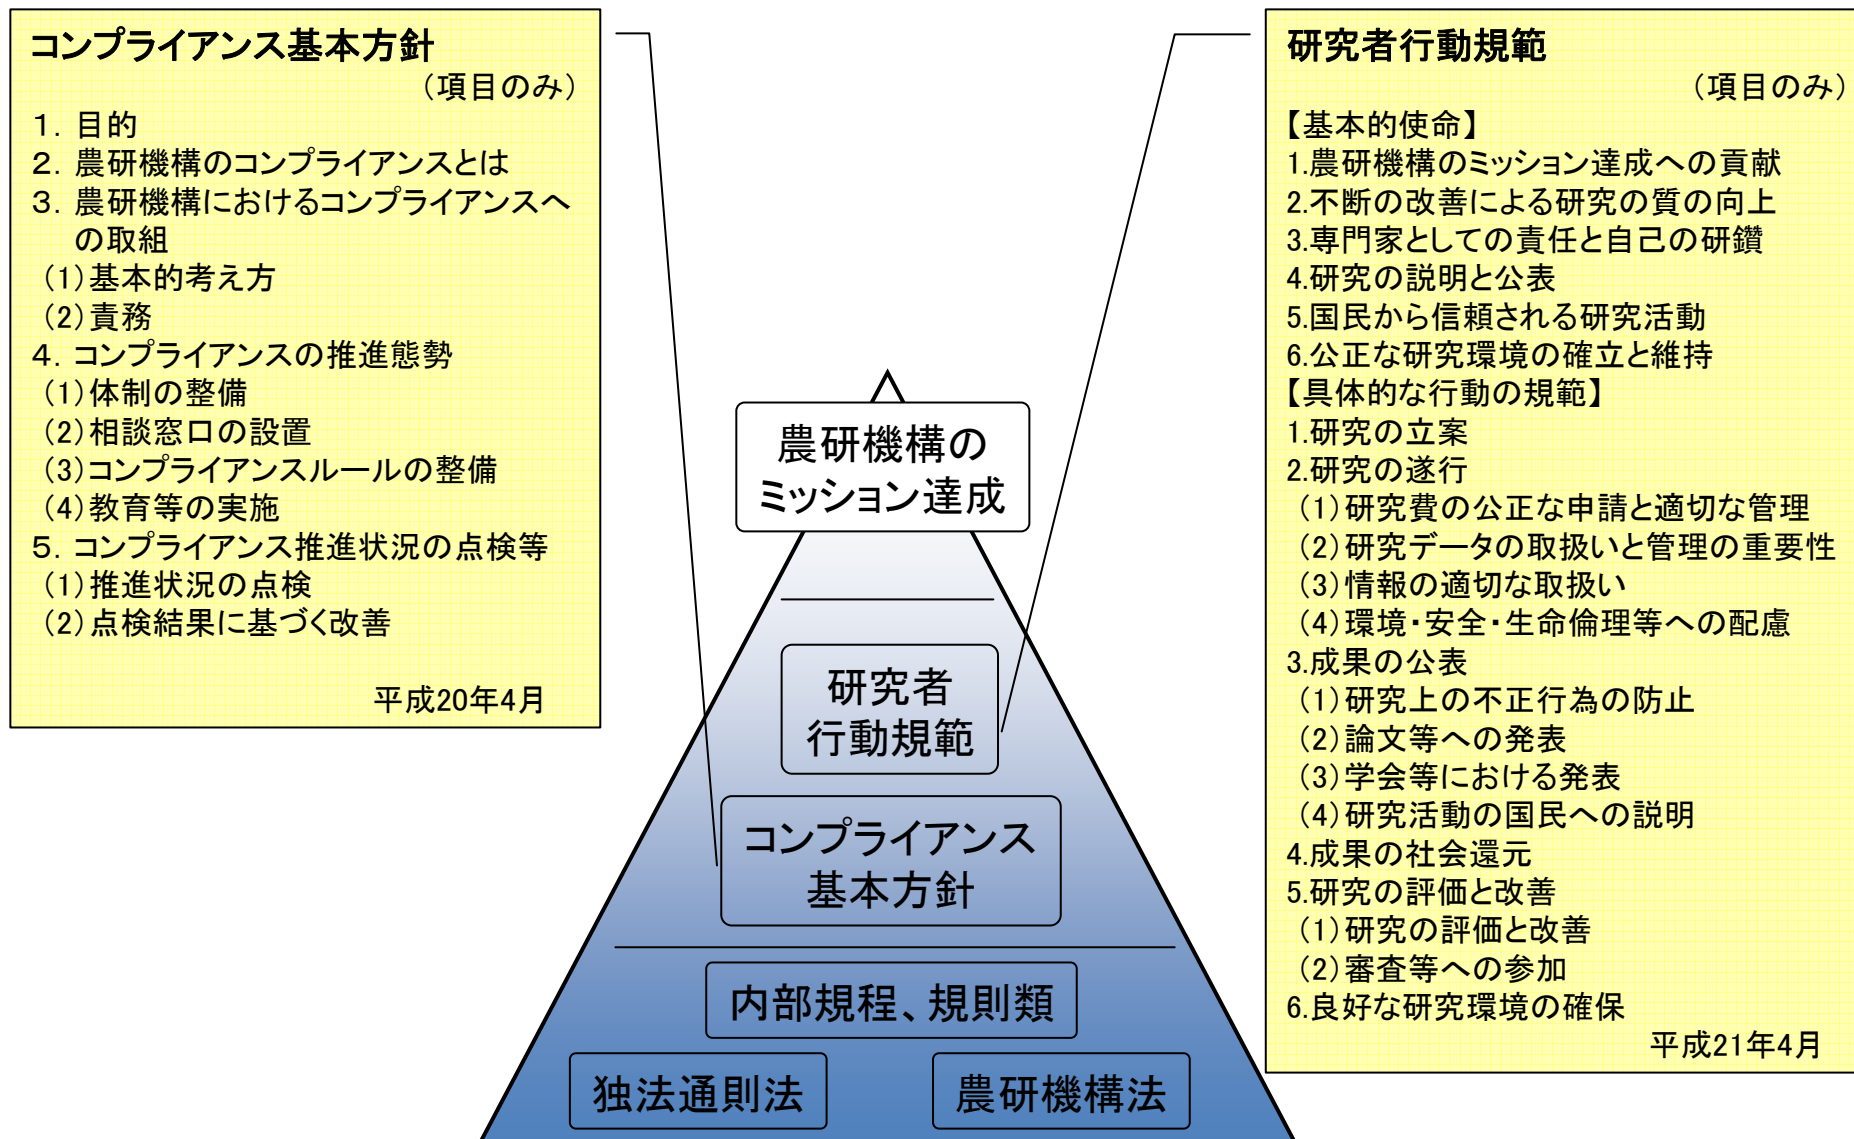 コンプライアンス基本方針
(項目のみ)
1. 目的
2. 農研機構のコンプライアンスとは
3. 農研機構におけるコンプライアンスへ
の取組
(1)基本的考え方
(2)責務
4. コンプライアンスの推進態勢
(1)体制の整備
(2)相談窓口の設置
(3)コンプライアンスルールの整備
(4)教育等の実施
5. コンプライアンス推進状況の点検等
(1)推進状況の点検
(2)点検結果に基づく改善
平成20年4月
農研機構の
ミッション達成
研究者
行動規範
コンプライアンス
基本方針
内部規程、規則類
独法通則法
農研機構法
研究者行動規範
(項目のみ)
【基本的使命】
1.農研機構のミッション達成への貢献
2.不断の改善による研究の質の向上
3.専門家としての責任と自己の研鑽
4.研究の説明と公表
5.国民から信頼される研究活動
6.公正な研究環境の確立と維持
【具体的な行動の規範】
1.研究の立案
2.研究の遂行
(1)研究費の公正な申請と適切な管理
(2)研究データの取扱いと管理の重要性
(3)情報の適切な取扱い
(4)環境・安全・生命倫理等への配慮
3.成果の公表
(1)研究上の不正行為の防止
(2)論文等への発表
(3)学会等における発表
(4)研究活動の国民への説明
4.成果の社会還元
5.研究の評価と改善
(1)研究の評価と改善
(2)審査等への参加
6.良好な研究環境の確保
平成21年4月